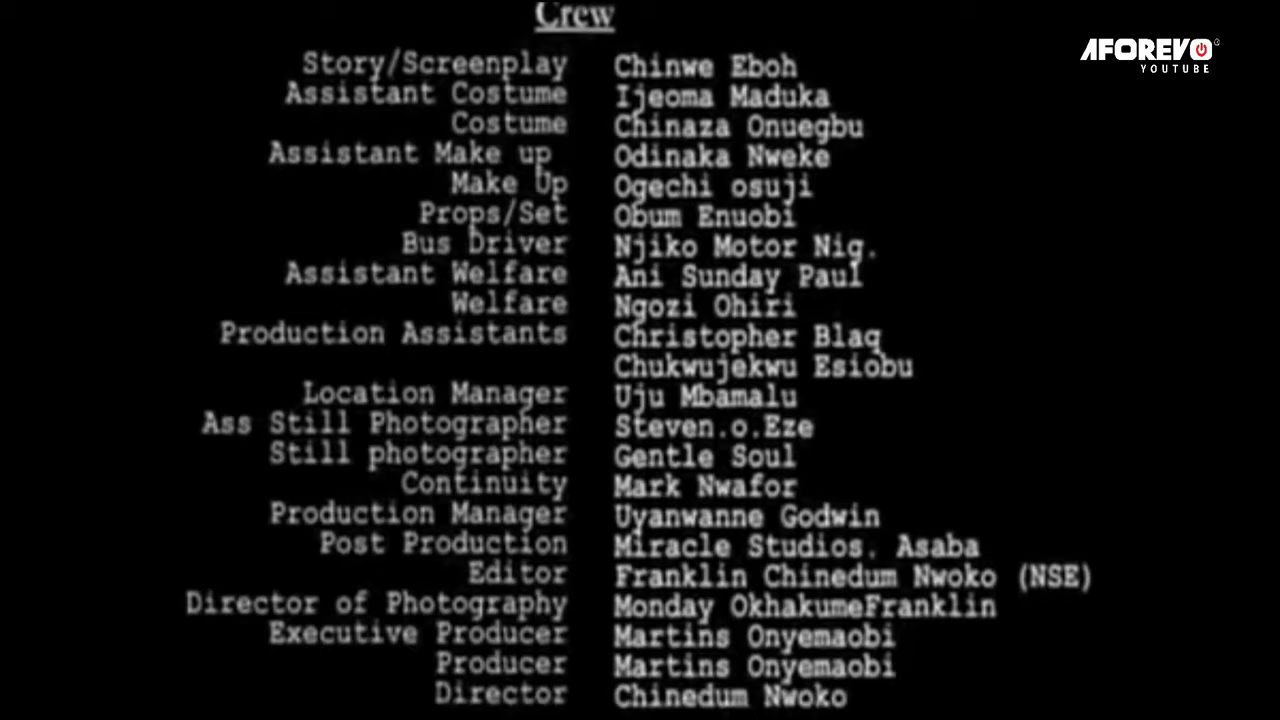 Crew
AFOREVO
YOUTUBE
Story/Screenplay Chinwe Eboh
Assistant Costume Ijeoma Maduka
Costume Chinaza Onuegbu
Assistant Make up Odinaka Nweke
Make Up Ogechi osuji
Props/Set Obum Enuobi
Bus Driver Njiko Motor Nig.
Assistant Welfare Ani Sunday Paul
Welfare Ngozi Ohiri
Production Assistants Christopher Blaq
Chukwujekwu Esiobu
Location Manager Uju Mbamalu
Ass Still Photographer Steven.o.Eze
Still photographer Gentle Soul
Continuity Mark Nwafor
Production Manager Uyanwanne Godwin
Post Production Miracle Studios. Asaba
Editor Franklin Chinedum Nwoko (NSE)
Director of Photography Monday OkhakumeFranklin
Executive Producer Martins Onyemaobi
Producer Martins Onyemaobi
Director Chinedum Nwoko